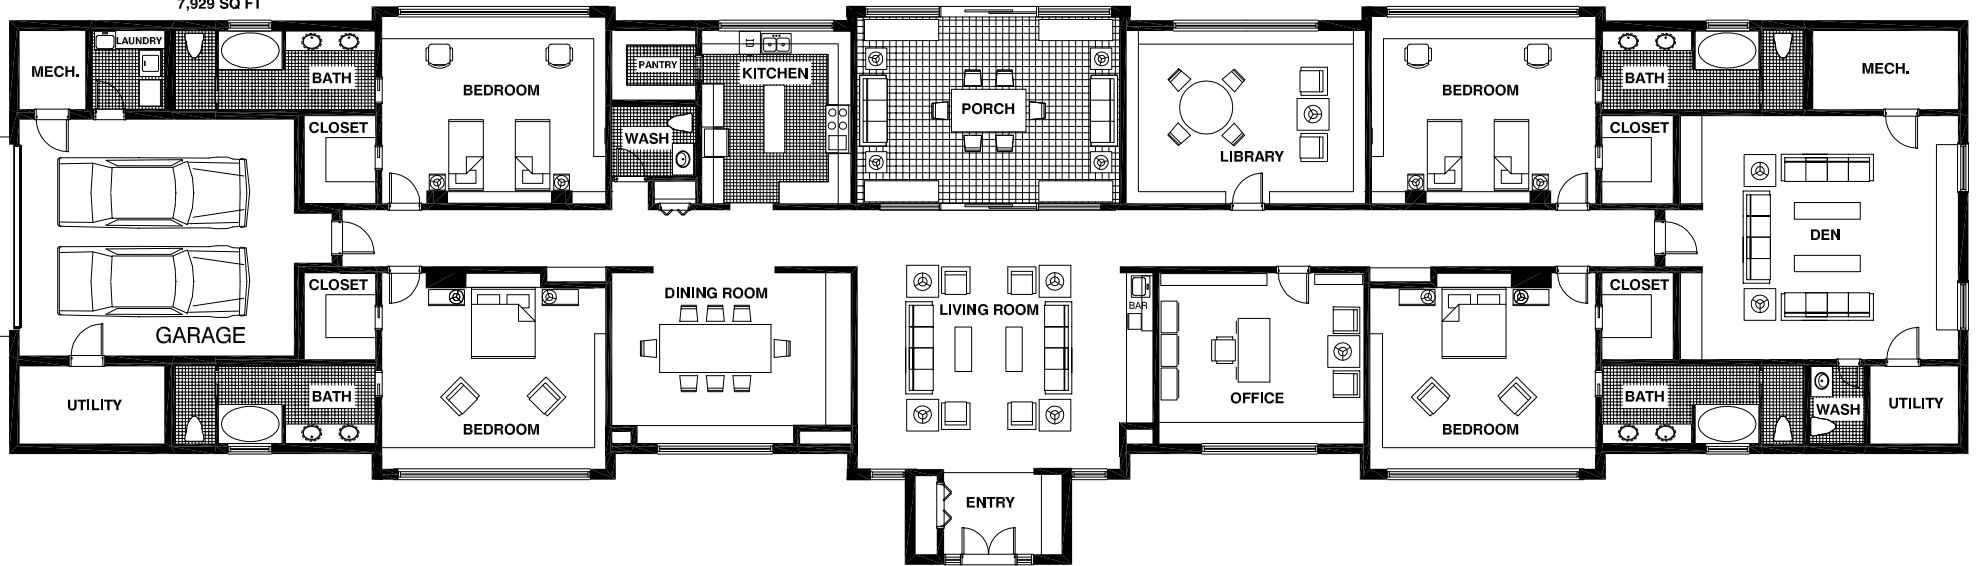 7,929 SQ FT
MECH.
LAUNDRY
BATH
BEDROOM
PANTRY
KITCHEN
WASH
PORCH
LIBRARY
BEDROOM
BATH
MECH.
CLOSET
CLOSET
DEN
GARAGE
CLOSET
DINING ROOM
LIVING ROOM
BAR
CLOSET
UTILITY
BATH
BEDROOM
OFFICE
BEDROOM
BATH
WASH
UTILITY
ENTRY